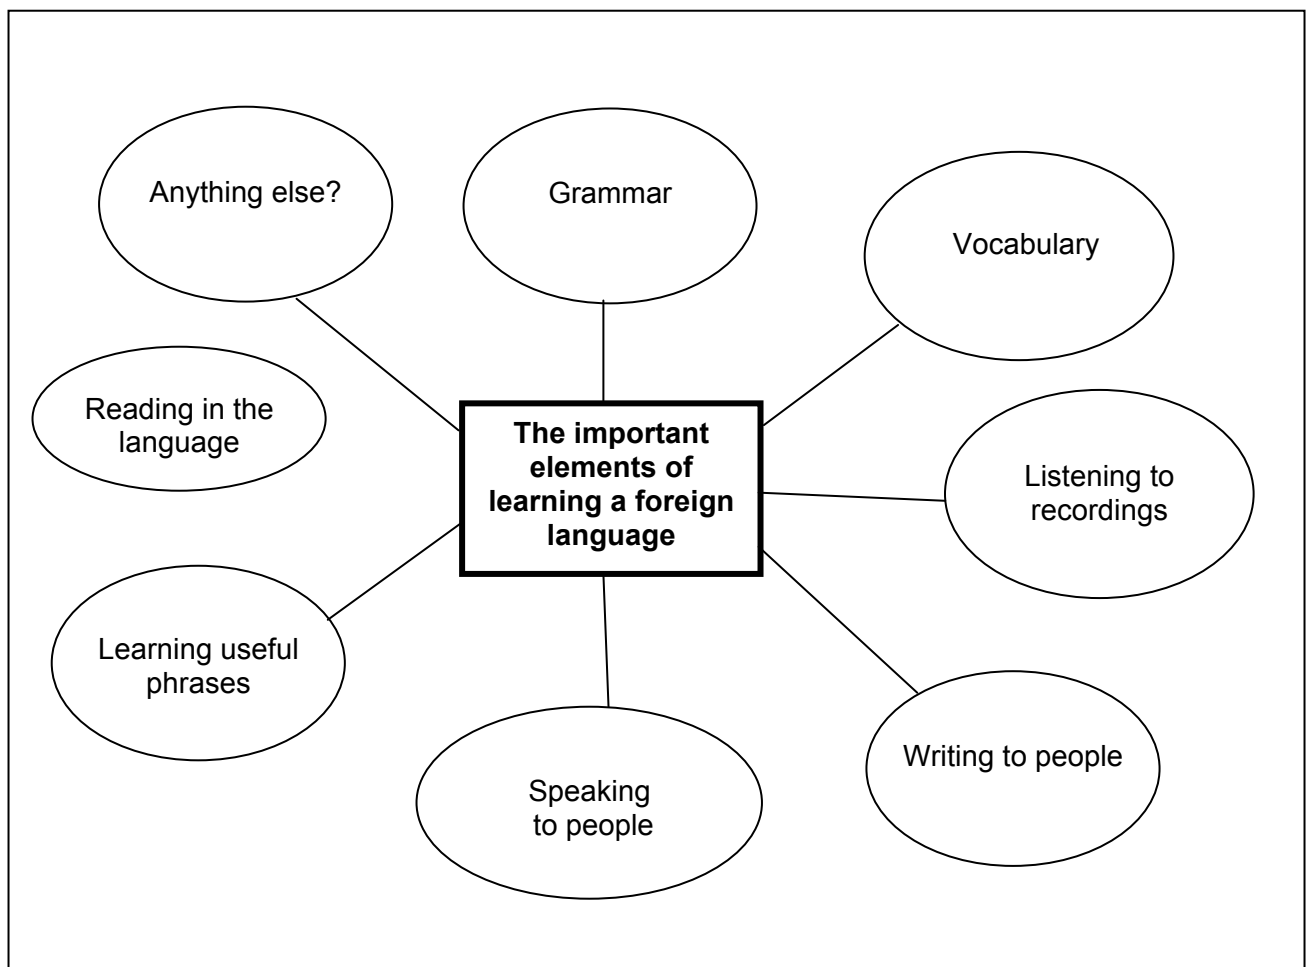 Anything else?
Grammar
Vocabulary
Reading in the
language
The important
elements of
learning a foreign
language
Listening to
recordings
Learning useful
phrases
Speaking
to people
Writing to people